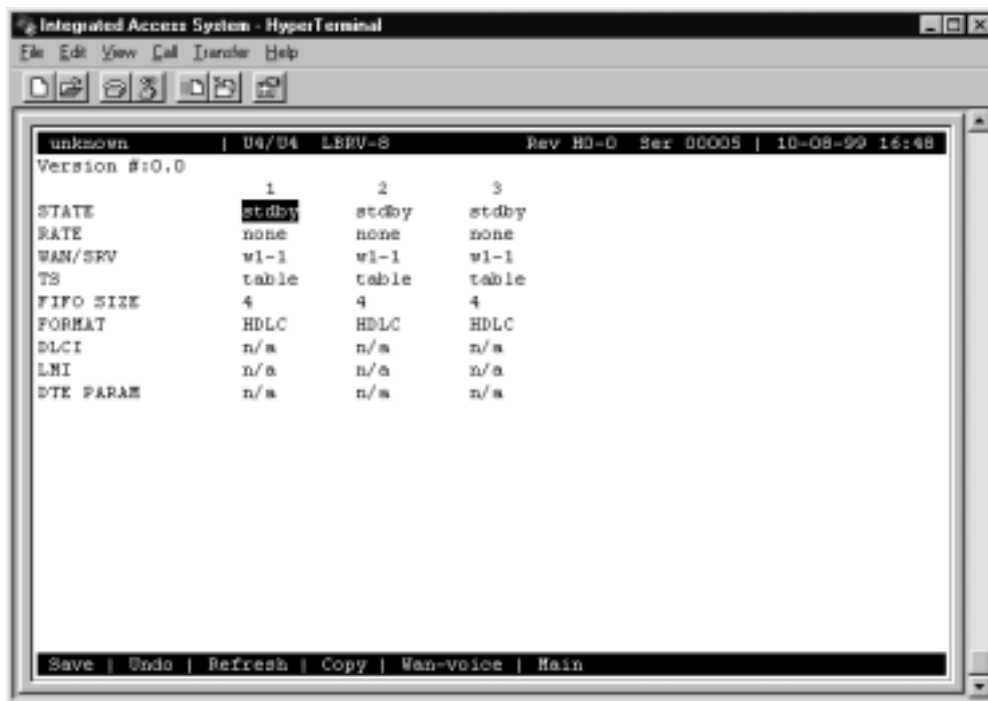 Integrated Access System - HyperTerminal
File Edit View Call Transfer Help
unknown | U4/U4 LBRV-8 Rev H0-0 Ser 00005 | 10-08-99 16:48
Version #:0.0
1 2 3
STATE stdby stdby stdby
RATE none none none
WAN/SRV w1-1 w1-1 w1-1
TS table table table
FIFO SIZE 4 4 4
FORMAT HDLC HDLC HDLC
DLCI n/a n/a n/a
LMI n/a n/a n/a
DTE PARAM n/a n/a n/a
Save | Undo | Refresh | Copy | Wan-voice | Main